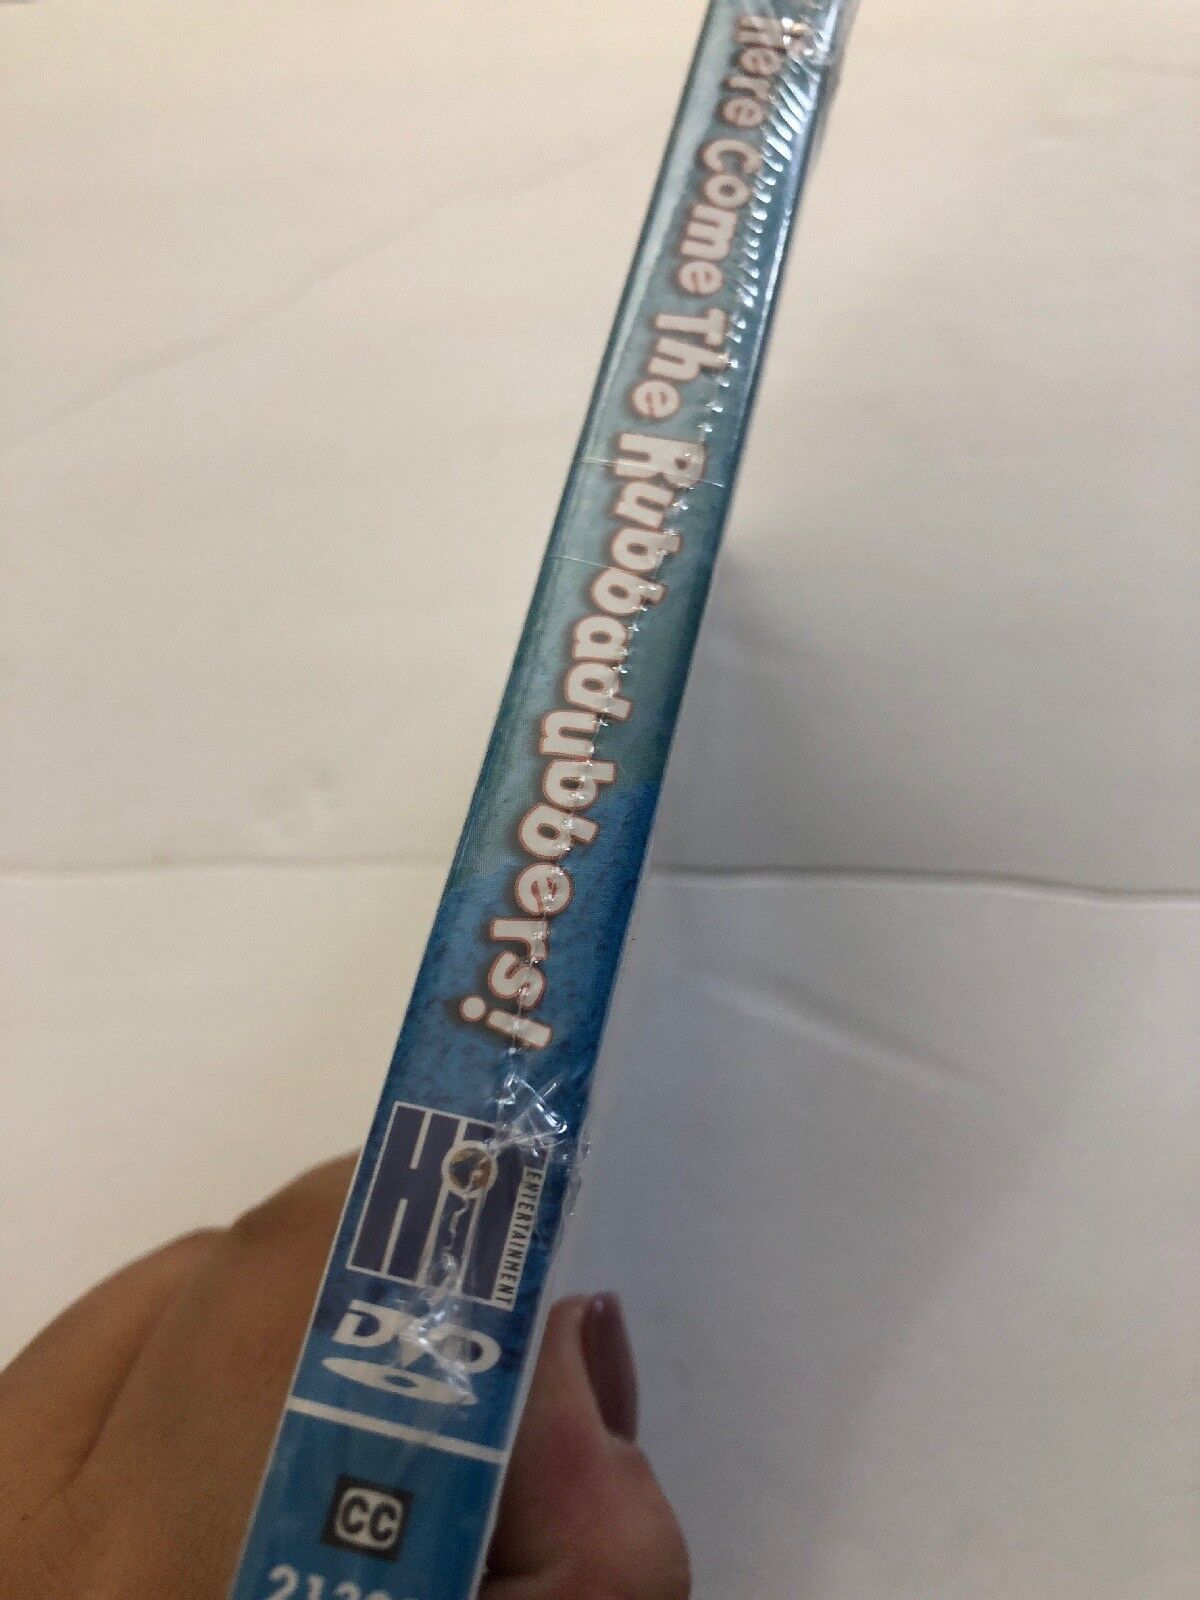 Here Come The Rubbadubbers!
HiT
ENTERTAINMENT
DVD
CC